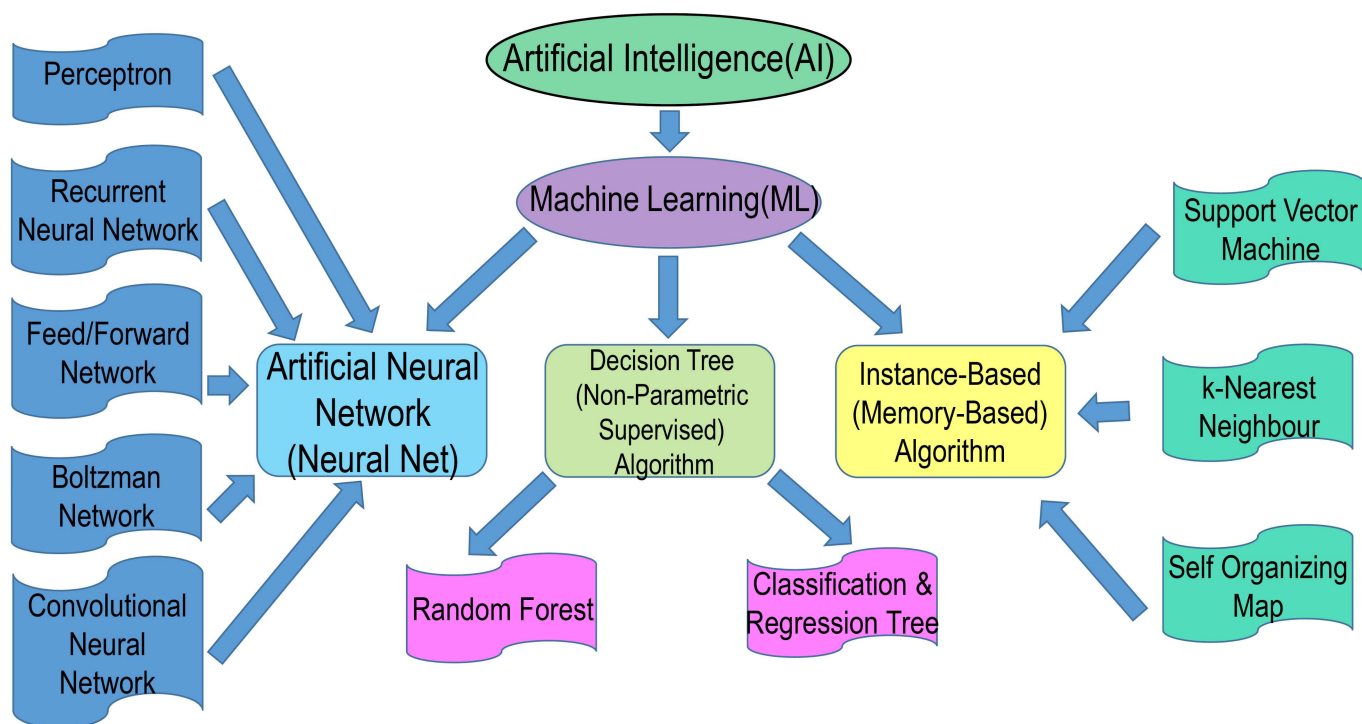 Artificial Intelligence(AI)
Machine Learning(ML)
Perceptron
Recurrent
Neural Network
Feed/Forward
Network
Boltzman
Network
Convolutional
Neural
Network
Artificial Neural
Network
(Neural Net)
Decision Tree
(Non-Parametric
Supervised)
Algorithm
Random Forest
Classification &
Regression Tree
Instance-Based
(Memory-Based)
Algorithm
Support Vector
Machine
k-Nearest
Neighbour
Self Organizing
Map